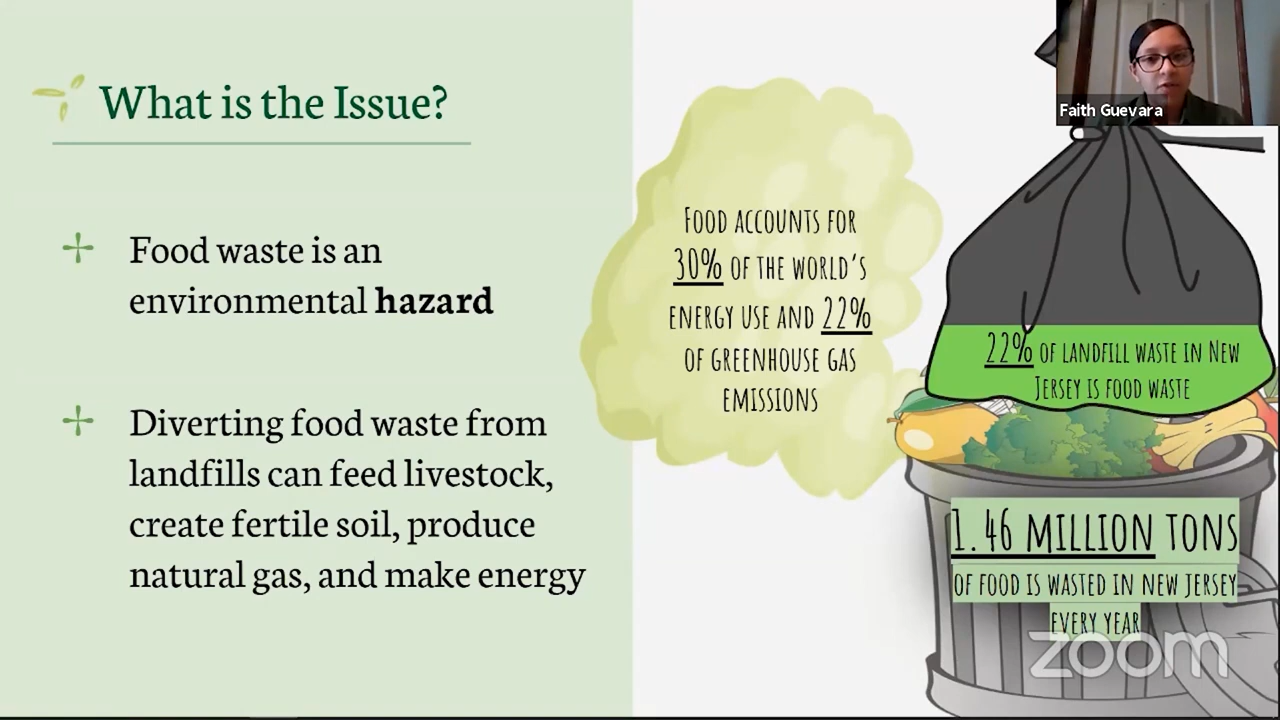 What is the Issue?
Food waste is an
environmental hazard
Diverting food waste from
landfills can feed livestock,
create fertile soil, produce
natural gas, and make energy
FOOD ACCOUNTS FOR
30% OF THE WORLD'S
ENERGY USE AND 22%
OF GREENHOUSE GAS
EMISSIONS
Faith Guevara
22% OF LANDFILL WASTE IN NEW
JERSEY IS FOOD WASTE
1.46 MILLION TONS
OF FOOD IS WASTED IN NEW JERSEY
EVERY YEAR
zoom